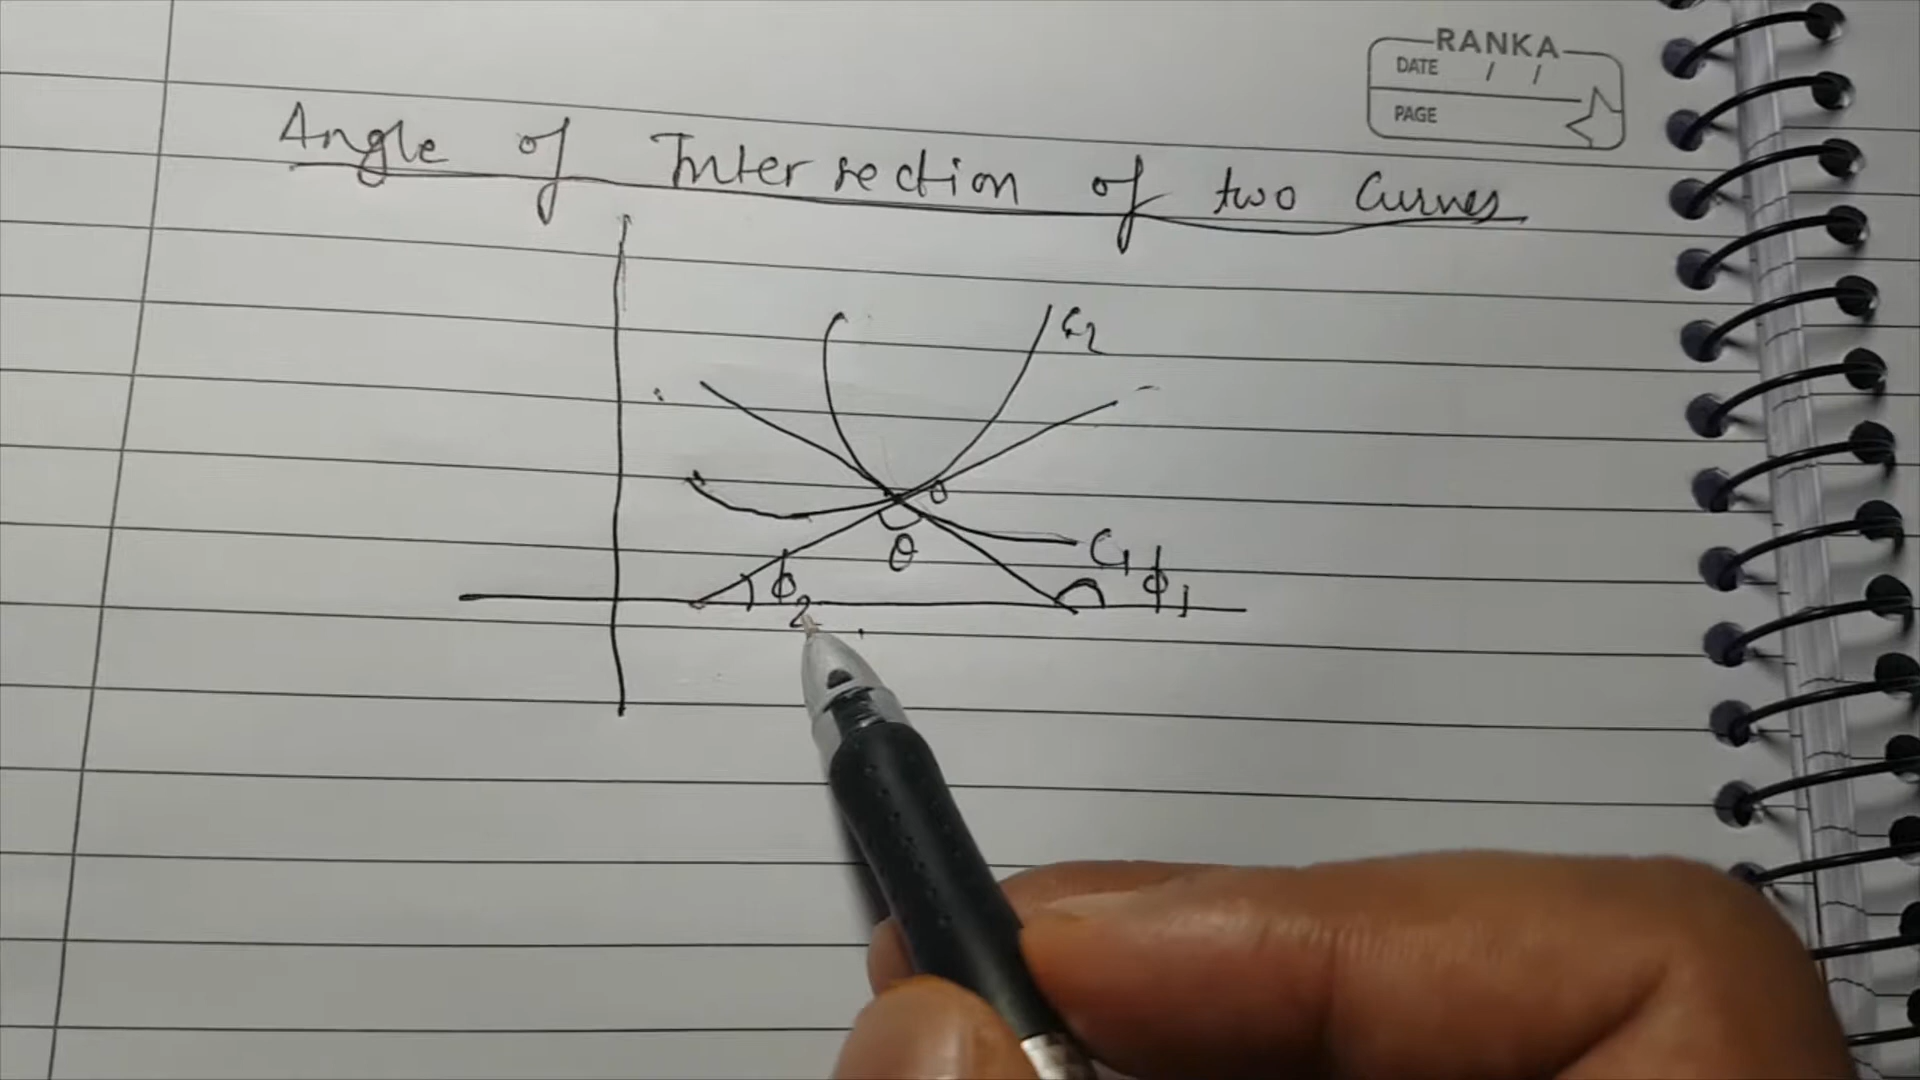 RANKA
DATE / /
PAGE
Angle of Intersection of two Curves
C2
θ
C1
ϕ2
ϕ1